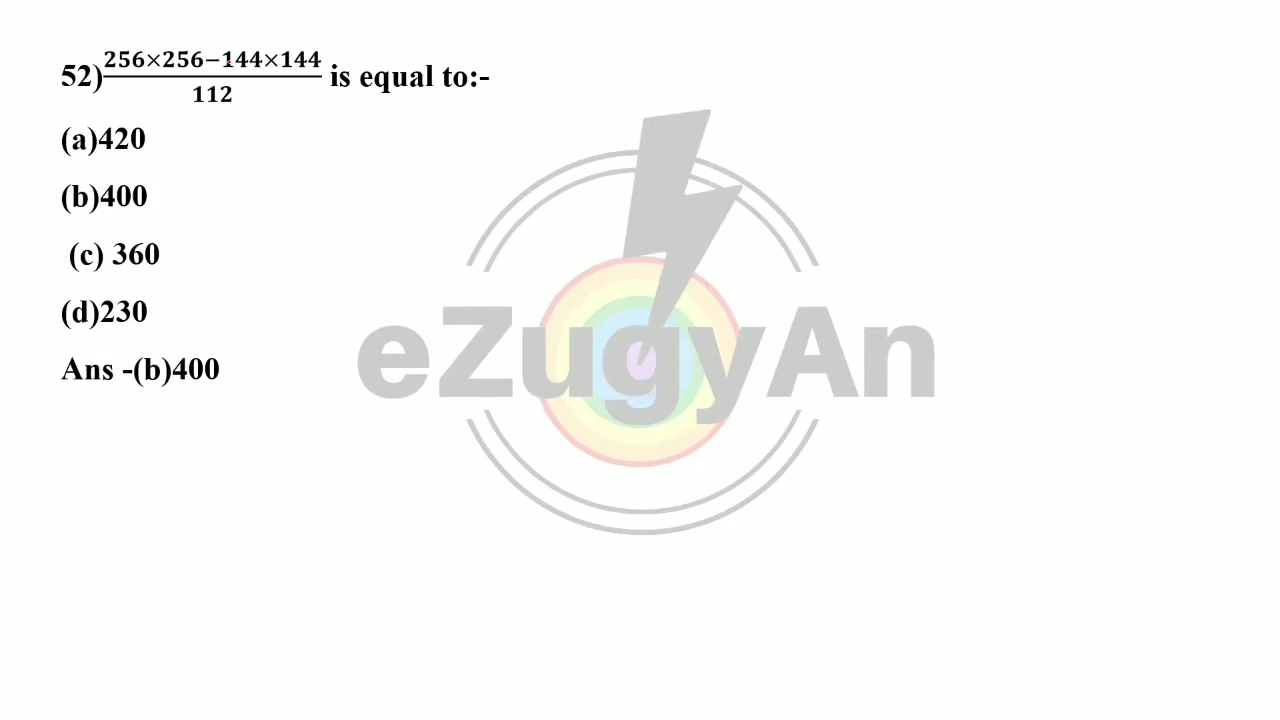 52) 256×256−144×144/112 is equal to:-
(a)420
(b)400
(c) 360
(d)230
Ans -(b)400
eZugyAn